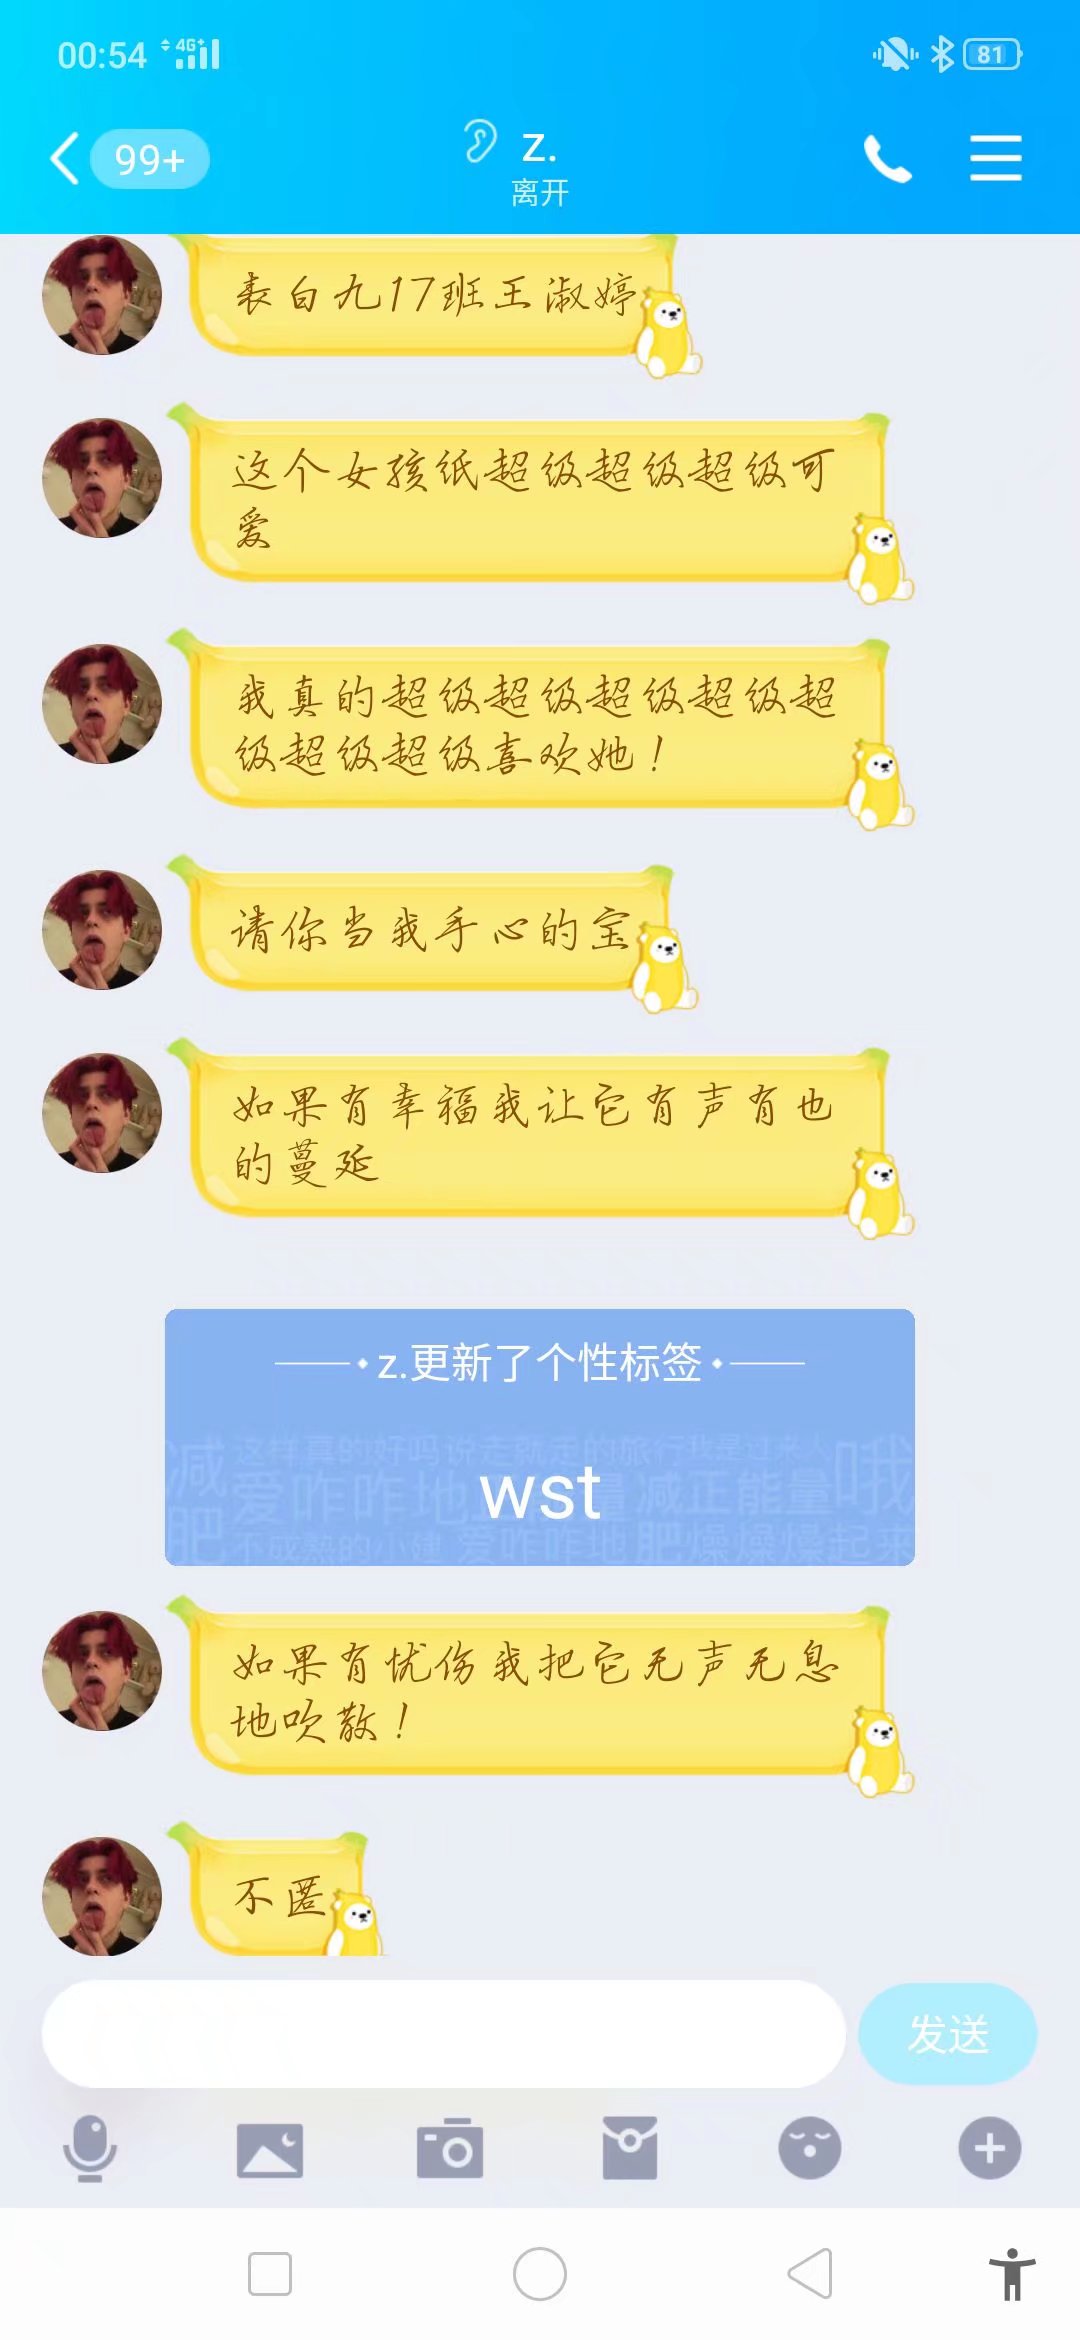 00:54 4G+ 81
99+
z.
离开
表白九17班王淑婷
这个女孩纸超级超级超级可
爱
我真的超级超级超级超级超
级超级超级喜欢她！
请你当我手心的宝
如果有幸福我让它有声有也
的蔓延
z.更新了个性标签
这样真的好吗说走就走的旅行我是过来人
wst
减正能量
哦
减
肥
爱咋咋地
不成熟的小建
爱咋咋地
肥
燥燥燥起来
如果有忧伤我把它无声无息
地吹散！
不匿
发送